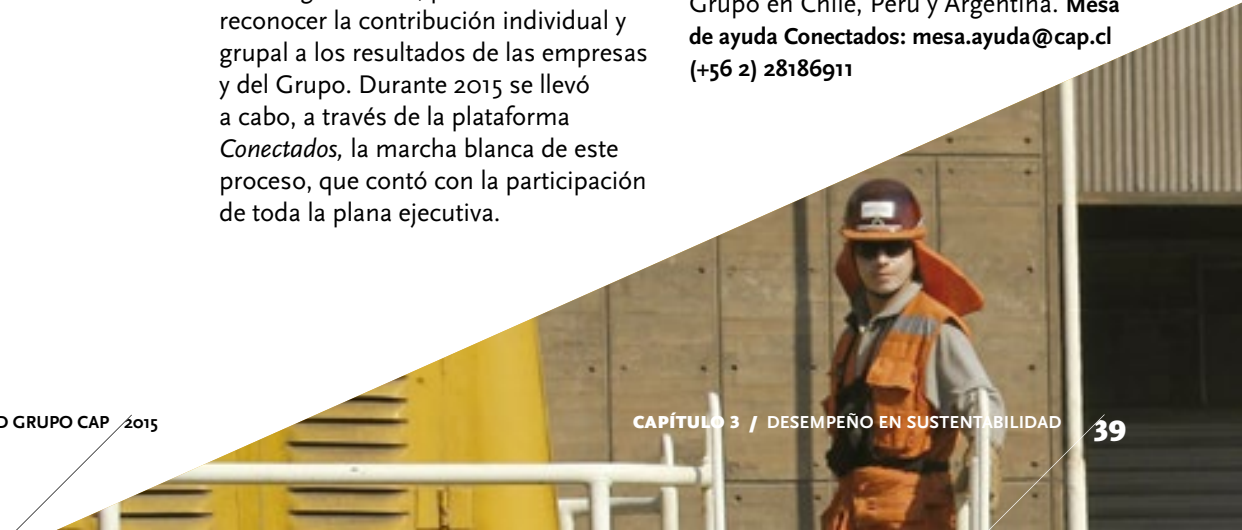 reconocer la contribución individual y
grupal a los resultados de las empresas
y del Grupo. Durante 2015 se llevó
a cabo, a través de la plataforma
Conectados, la marcha blanca de este
proceso, que contó con la participación
de toda la plana ejecutiva.
Grupo en Chile, Perú y Argentina. Mesa
de ayuda Conectados: mesa.ayuda@cap.cl
(+56 2) 28186911
GRUPO CAP 2015
CAPÍTULO 3 / DESEMPEÑO EN SUSTENTABILIDAD
39